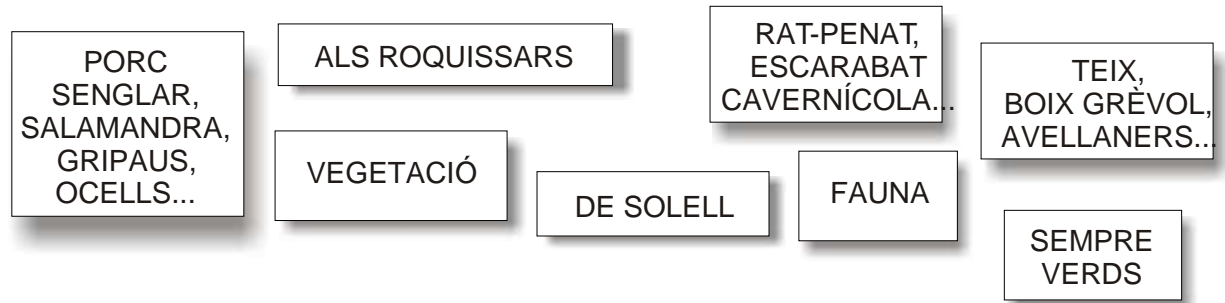 PORC
SENGLAR,
SALAMANDRA,
GRIPAUS,
OCELLS...
ALS ROQUISSARS
VEGETACIÓ
DE SOLELL
RAT-PENAT,
ESCARABAT
CAVERNÍCOLA...
FAUNA
TEIX,
BOIX GRÈVOL,
AVELLANERS...
SEMPRE
VERDS